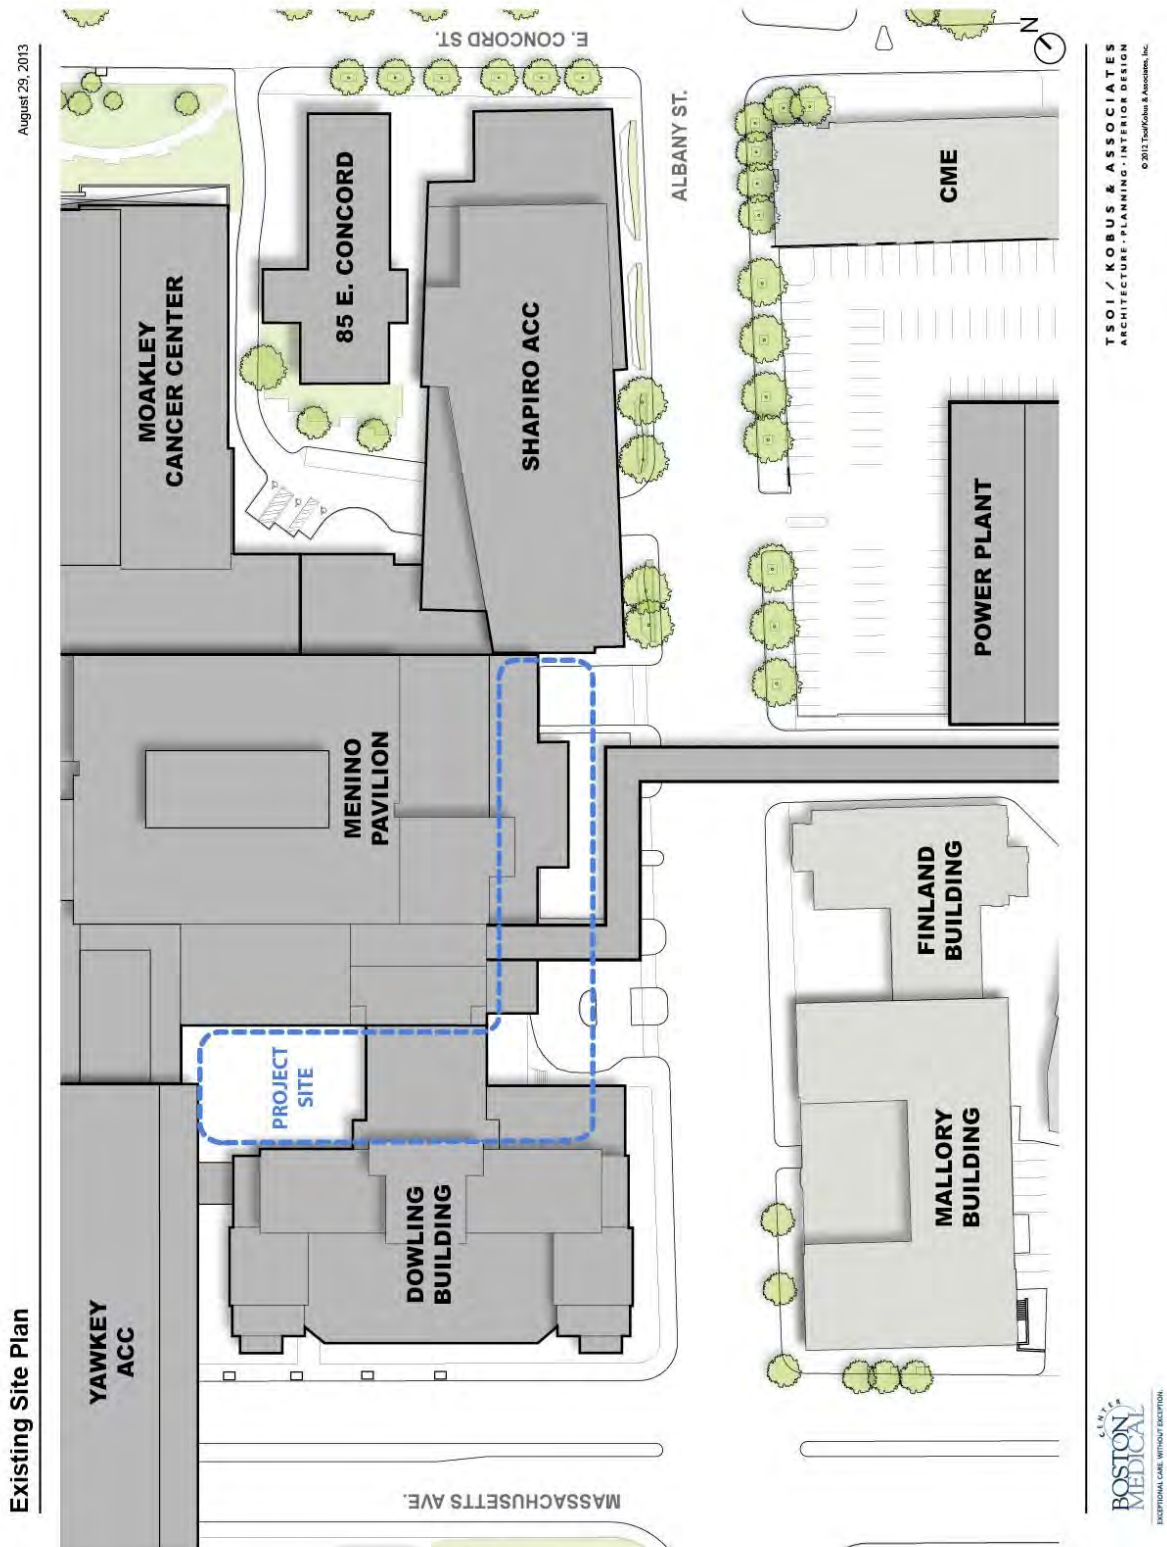 Existing Site Plan
August 29, 2013
E. CONCORD ST.
ALBANY ST.
N
MOAKLEY
CANCER CENTER
85 E. CONCORD
SHAPIRO ACC
CME
POWER PLANT
MENINO
PAVILION
FINLAND
BUILDING
PROJECT
SITE
DOWLING
BUILDING
MALLORY
BUILDING
YAWKEY
ACC
MASSACHUSETTS AVE.
BOSTON
MEDICAL
CENTER
EXCEPTIONAL CARE. WITHOUT EXCEPTION.
TSOI / KOBUS & ASSOCIATES
ARCHITECTURE · PLANNING · INTERIOR DESIGN
© 2012 Tsoi/Kobus & Associates, Inc.